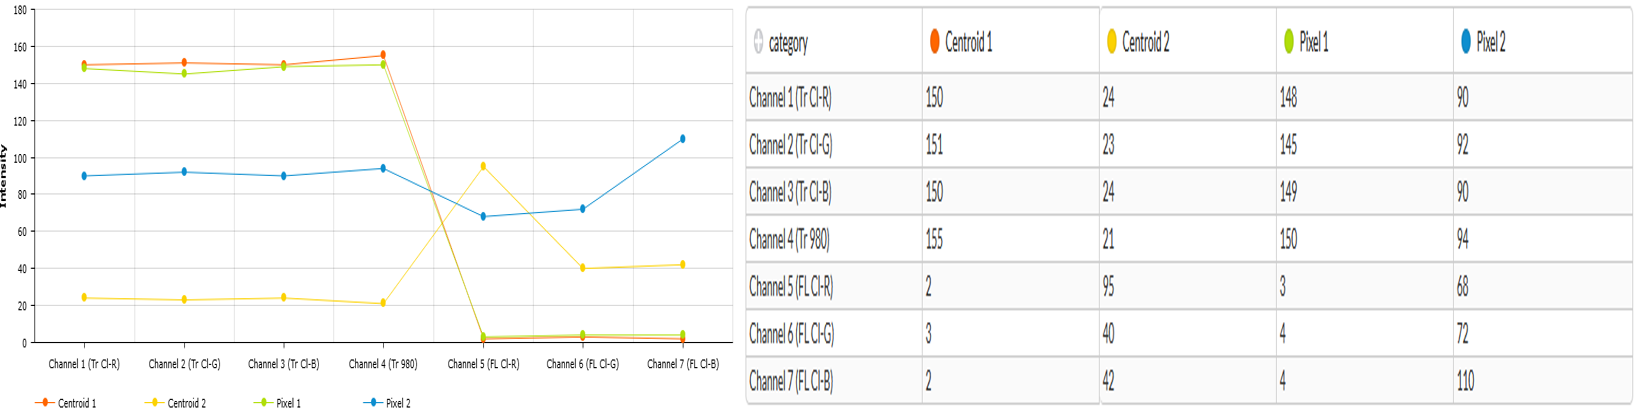 180
160
140
120
100
80
60
40
20
0
Intensity
Channel 1 (Tr Cl-R) Channel 2 (Tr Cl-G) Channel 3 (Tr Cl-B) Channel 4 (Tr 980) Channel 5 (FL Cl-R) Channel 6 (FL Cl-G) Channel 7 (FL Cl-B)
Centroid 1 Centroid 2 Pixel 1 Pixel 2
category Centroid 1 Centroid 2 Pixel 1 Pixel 2
Channel 1 (Tr Cl-R) 150 24 148 90
Channel 2 (Tr Cl-G) 151 23 145 92
Channel 3 (Tr Cl-B) 150 24 149 90
Channel 4 (Tr 980) 155 21 150 94
Channel 5 (FL Cl-R) 2 95 3 68
Channel 6 (FL Cl-G) 3 40 4 72
Channel 7 (FL Cl-B) 2 42 4 110